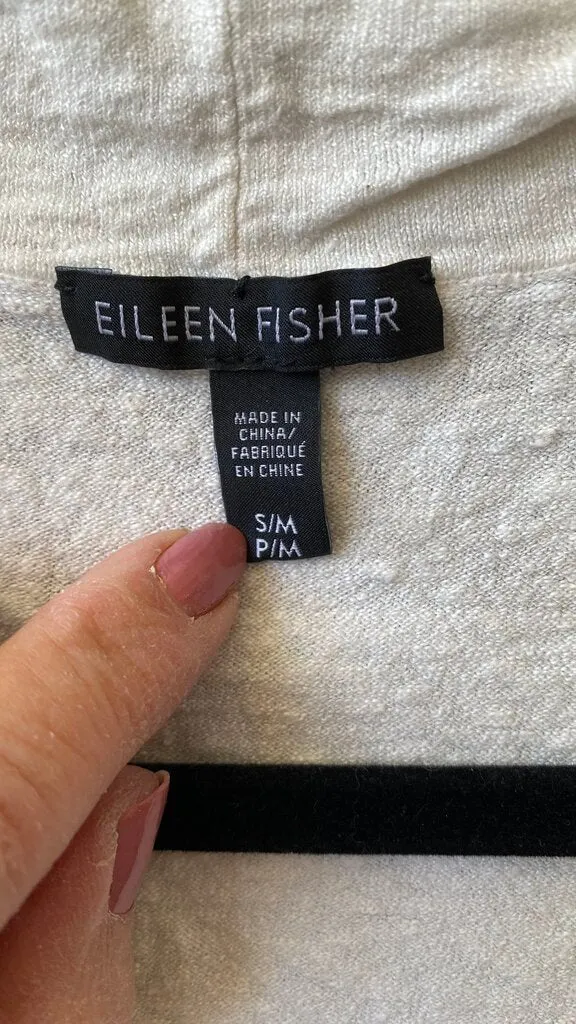 EILEEN FISHER
MADE IN
CHINA/
FABRIQUÉ
EN CHINE
S/M
P/M